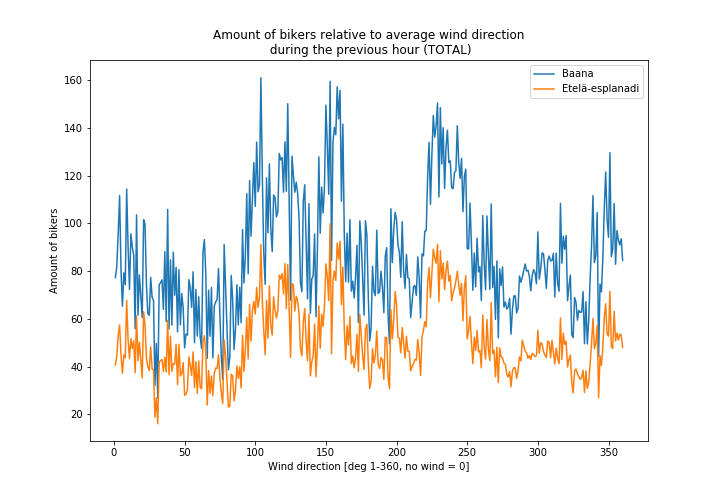 Amount of bikers relative to average wind direction
during the previous hour (TOTAL)
Baana
Etelä-esplanadi
Amount of bikers
160
140
120
100
80
60
40
20
0
50
100
150
200
250
300
350
Wind direction [deg 1-360, no wind = 0]